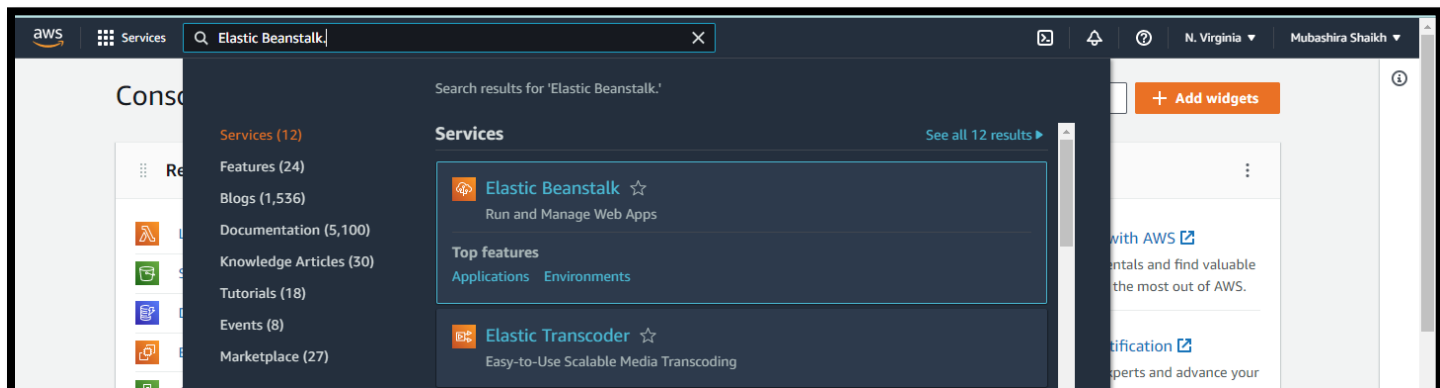 aws Services Elastic Beanstalk. N. Virginia Mubashira Shaikh
Search results for 'Elastic Beanstalk.'
Add widgets
Services (12)
Features (24)
Blogs (1,536)
Documentation (5,100)
Knowledge Articles (30)
Tutorials (18)
Events (8)
Marketplace (27)
Services See all 12 results
Elastic Beanstalk
Run and Manage Web Apps
Top features
Applications Environments
Elastic Transcoder
Easy-to-Use Scalable Media Transcoding
with AWS
and find valuable
the most out of AWS.
and advance your